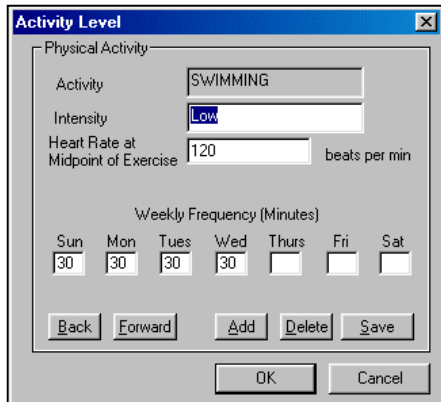 Activity Level
Physical Activity
Activity SWIMMING
Intensity Low
Heart Rate at
Midpoint of Exercise 120 beats per min
Weekly Frequency (Minutes)
Sun Mon Tues Wed Thurs Fri Sat
30 30 30 30
Back Forward Add Delete Save
OK Cancel